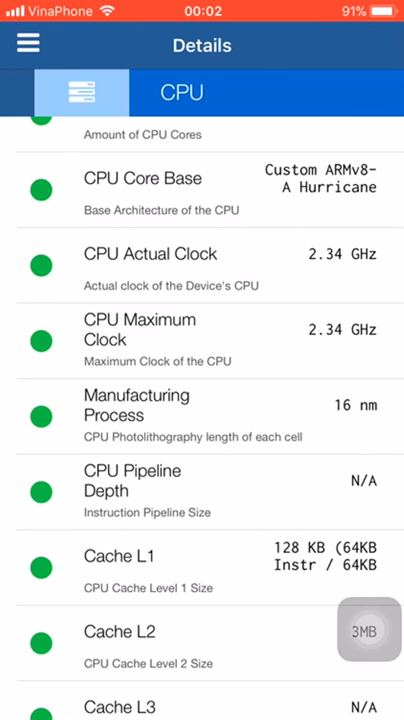 VinaPhone
00:02
91%
Details
CPU
Amount of CPU Cores
CPU Core Base
Custom ARMv8-
A Hurricane
Base Architecture of the CPU
CPU Actual Clock
2.34 GHz
Actual clock of the Device's CPU
CPU Maximum
Clock
2.34 GHz
Maximum Clock of the CPU
Manufacturing
Process
16 nm
CPU Photolithography length of each cell
CPU Pipeline
Depth
N/A
Instruction Pipeline Size
Cache L1
128 KB (64KB
Instr / 64KB
CPU Cache Level 1 Size
Cache L2
3MB
CPU Cache Level 2 Size
Cache L3
N/A